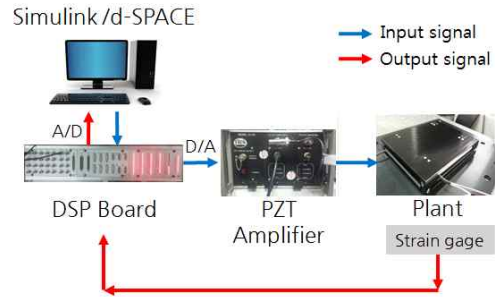 Simulink /d-SPACE
Input signal
Output signal
A/D
D/A
DSP Board
PZT
Amplifier
Plant
Strain gage